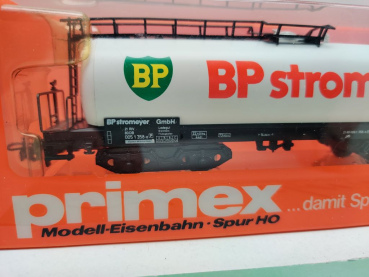 BP
BP strom
BP stromeyer GmbH
primex
...damit Sp
Modell-Eisenbahn · Spur HO